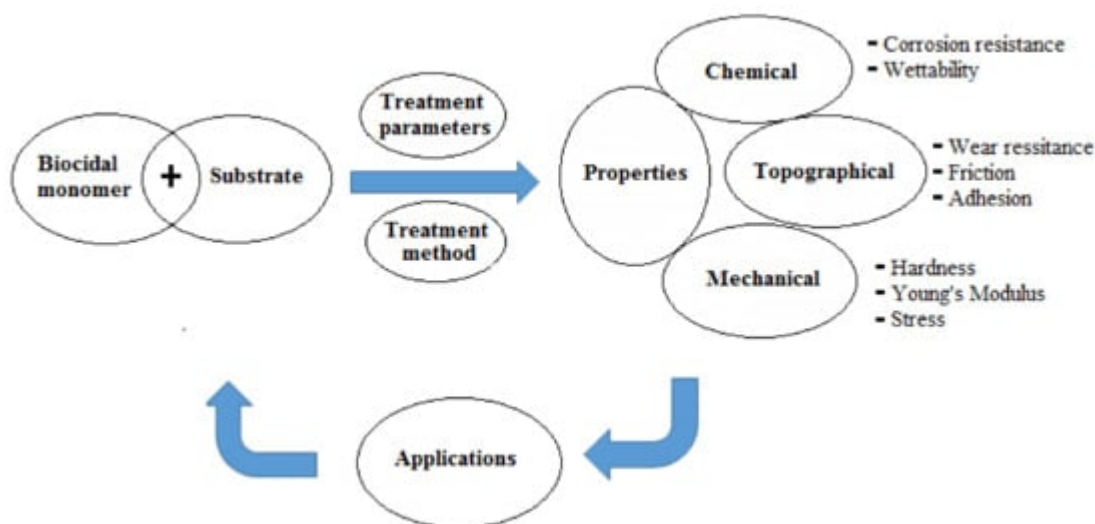 Biocidal
monomer
+
Substrate
Treatment
parameters
Treatment
method
Properties
Chemical
- Corrosion resistance
- Wettability
Topographical
- Wear ressitance
- Friction
- Adhesion
Mechanical
- Hardness
- Young's Modulus
- Stress
Applications